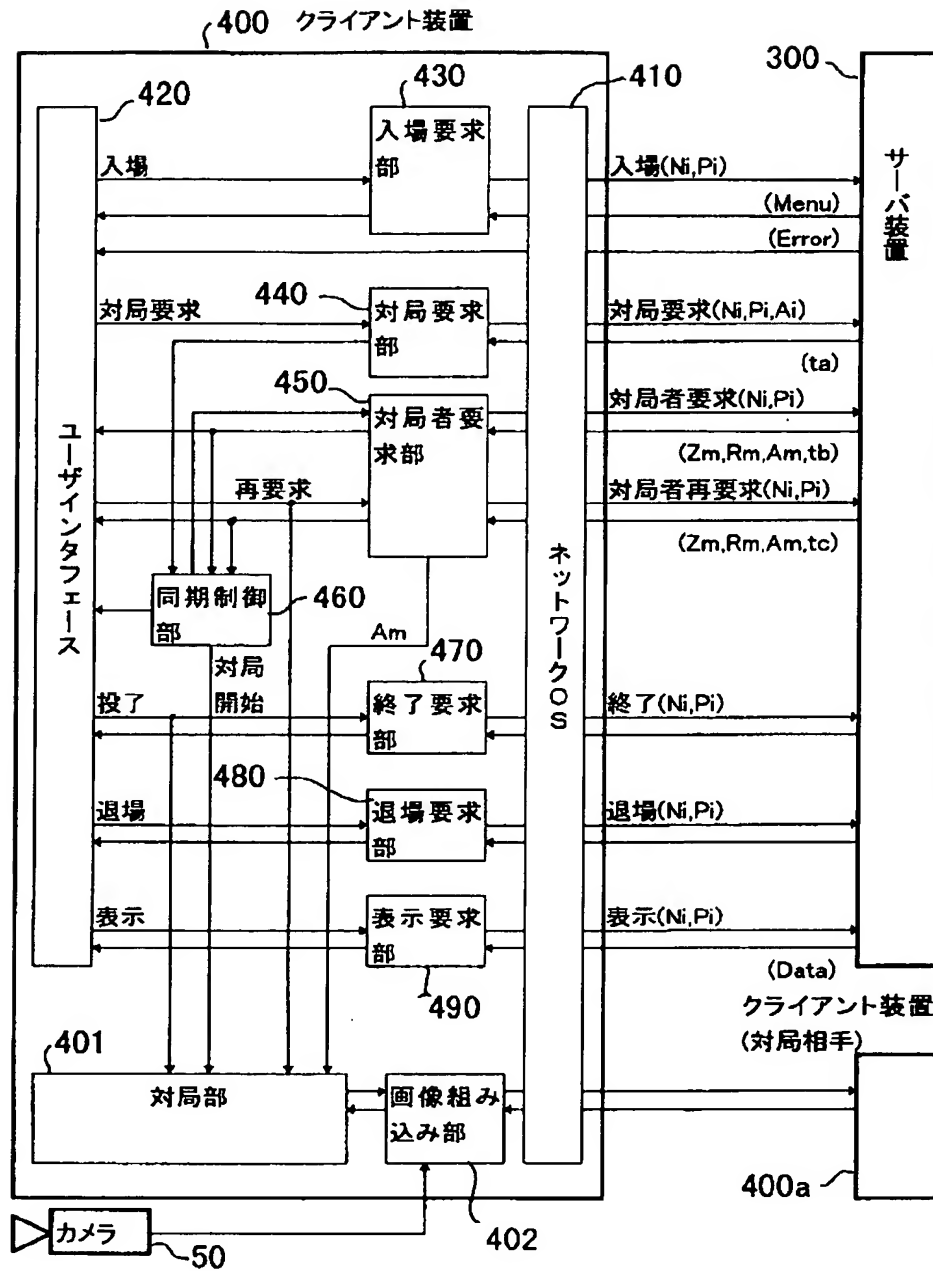 400 クライアント装置
300
420
430
410
入場要求
部
入場
入場(Ni,Pi)
(Menu)
(Error)
サーバ装置
440
対局要求
対局要求
部
対局要求(Ni,Pi,Ai)
(ta)
450
対局者要
求部
対局者要求(Ni,Pi)
(Zm,Rm,Am,tb)
再要求
対局者再要求(Ni,Pi)
(Zm,Rm,Am,tc)
ユーザインタフェース
ネットワークOS
同期制御
部
460
Am
対局
開始
470
投了
終了要求
部
終了(Ni,Pi)
480
退場
退場要求
部
退場(Ni,Pi)
表示
表示要求
部
表示(Ni,Pi)
(Data)
490
クライアント装置
(対局相手)
401
対局部
画像組み
込み部
400a
402
カメラ
50